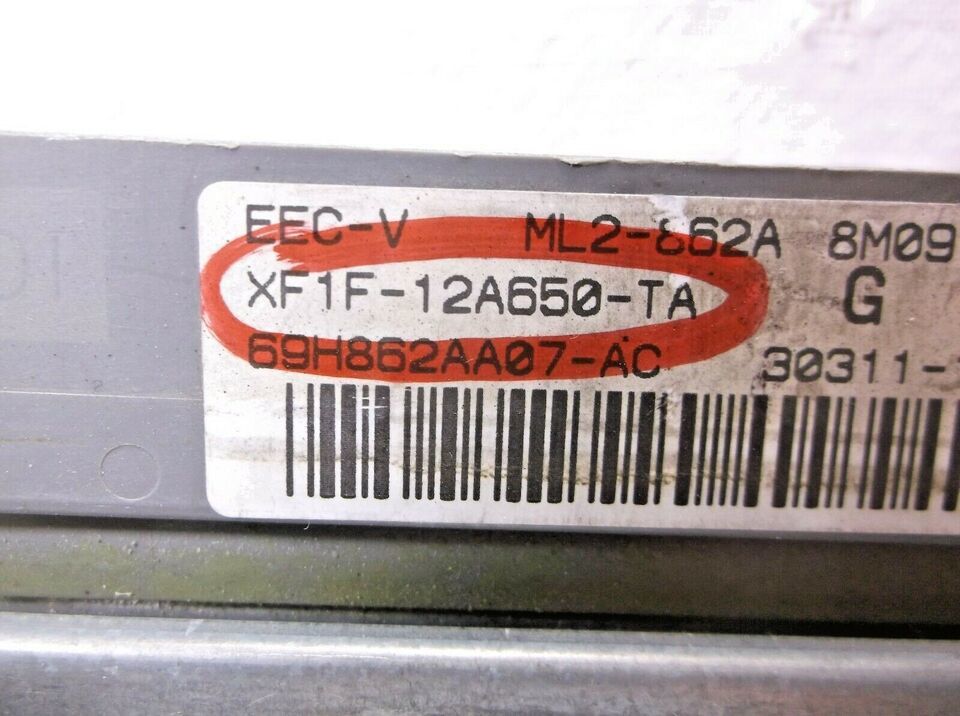 EEC-V ML2-862A 8M09
XF1F-12A650-TA G
69H862AA07-AC 30311-